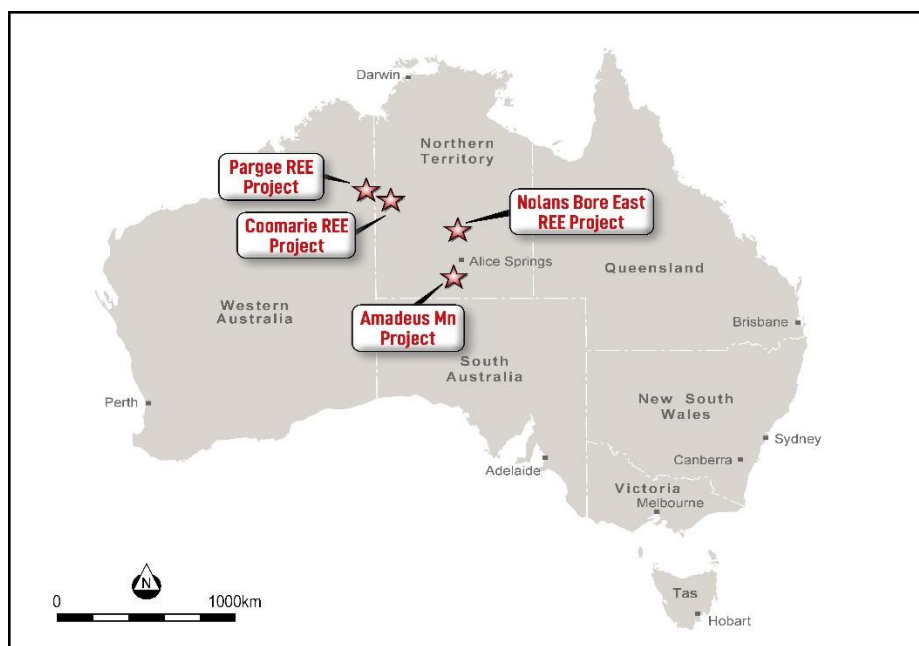 Darwin
Northern
Territory
Pargee REE
Project
Coomarie REE
Project
Nolans Bore East
REE Project
Alice Springs
Queensland
Western
Australia
Amadeus Mn
Project
Brisbane
South
Australia
Perth
New South
Wales
Sydney
Canberra
Adelaide
Victoria
Melbourne
N
0 1000km
Tas
Hobart